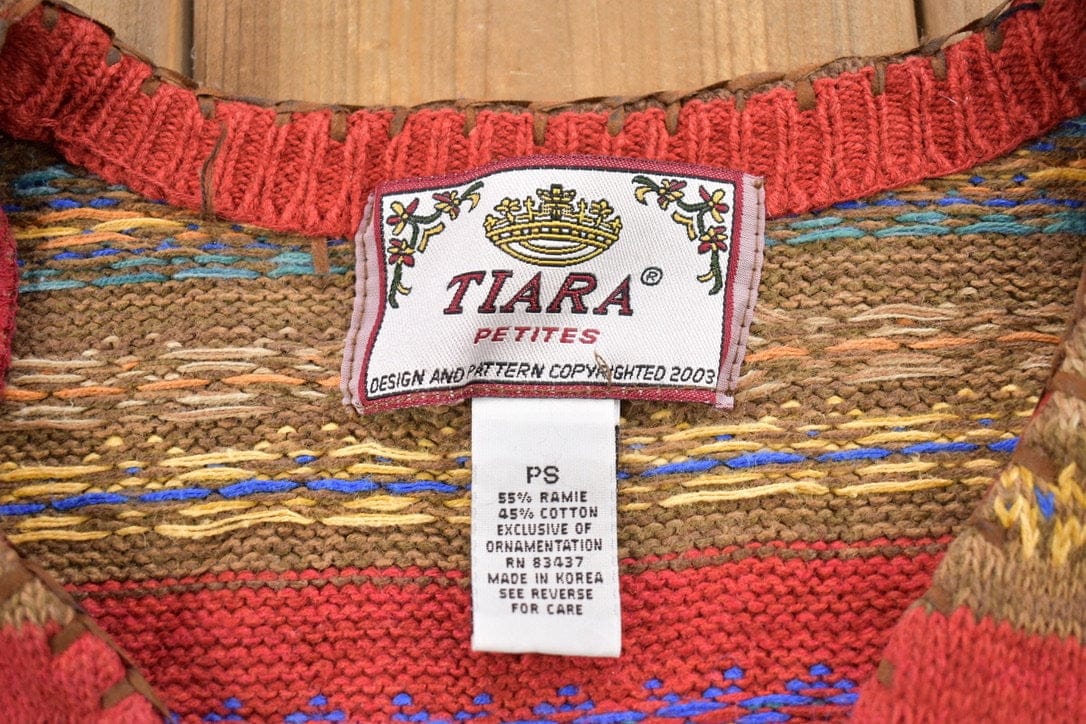 TIARA®
PETITES
DESIGN AND PATTERN COPYRIGHTED 2003
PS
55% RAMIE
45% COTTON
EXCLUSIVE OF
ORNAMENTATION
RN 83437
MADE IN KOREA
SEE REVERSE
FOR CARE